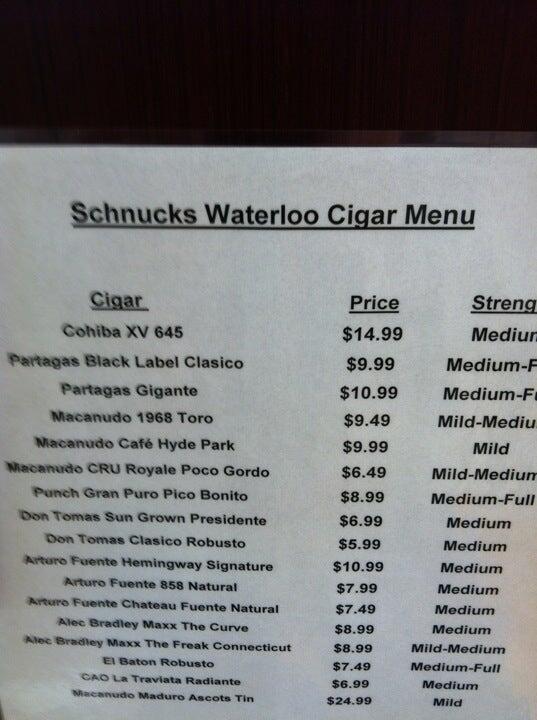 Schnucks Waterloo Cigar Menu
Cigar Price Streng
Cohiba XV 645 $14.99 Medium
Partagas Black Label Clasico $9.99 Medium-F
Partagas Gigante $10.99 Medium-Fu
Macanudo 1968 Toro $9.49 Mild-Mediu
Macanudo Café Hyde Park $9.99 Mild
Macanudo CRU Royale Poco Gordo $6.49 Mild-Medium
Punch Gran Puro Pico Bonito $8.99 Medium-Full
Don Tomas Sun Grown Presidente $6.99 Medium
Don Tomas Clasico Robusto $5.99 Medium
Arturo Fuente Hemingway Signature $10.99 Medium
Arturo Fuente 858 Natural $7.99 Medium
Arturo Fuente Chateau Fuente Natural $7.49 Medium
Alec Bradley Maxx The Curve $8.99 Medium
Alec Bradley Maxx The Freak Connecticut $8.99 Mild-Medium
El Baton Robusto $7.49 Medium-Full
CAO La Traviata Radiante $6.99 Medium
Macanudo Maduro Ascots Tin $24.99 Mild